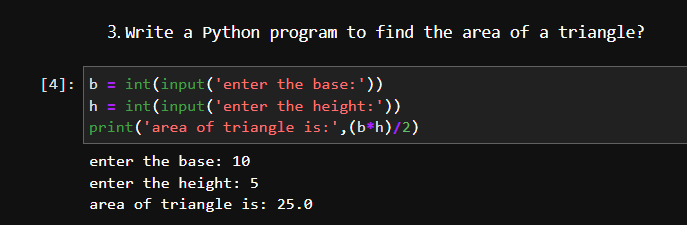 3. Write a Python program to find the area of a triangle?
[4]: b = int(input('enter the base:'))
h = int(input('enter the height:'))
print('area of triangle is:',(b*h)/2)
enter the base: 10
enter the height: 5
area of triangle is: 25.0